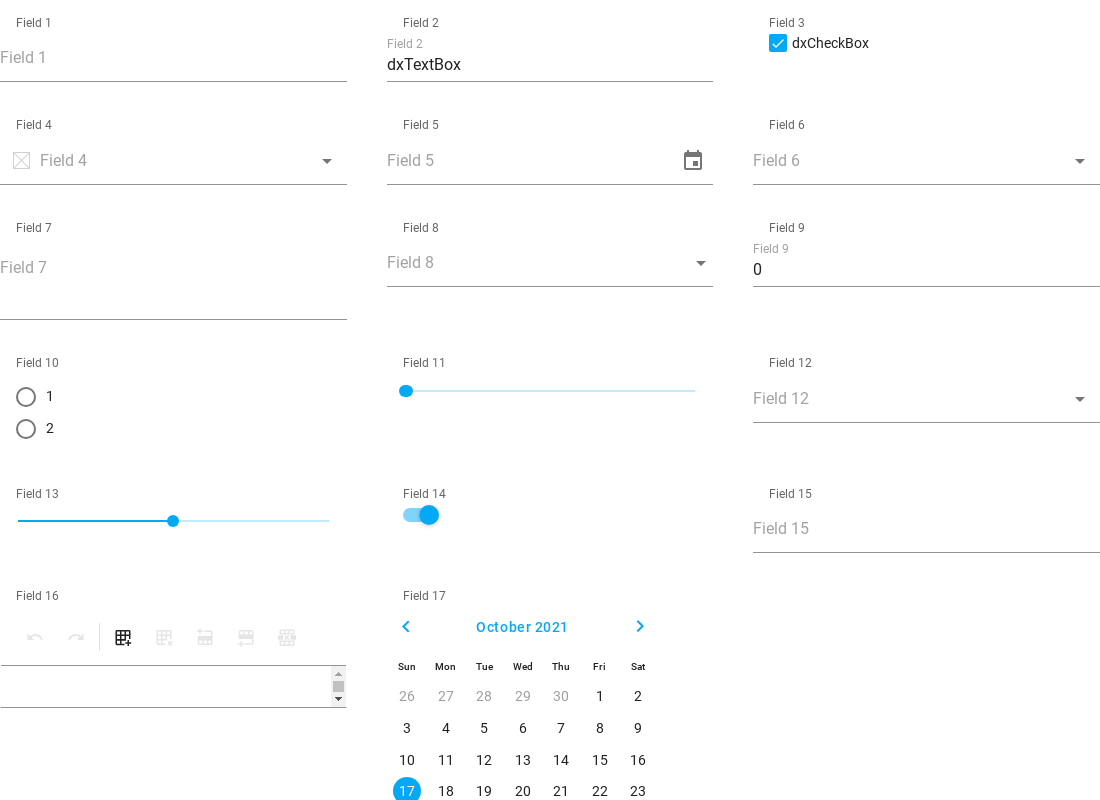 Field 1
Field 1
Field 2
Field 2
dxTextBox
Field 3
dxCheckBox
Field 4
Field 4
Field 5
Field 5
Field 6
Field 6
Field 7
Field 7
Field 8
Field 8
Field 9
Field 9
0
Field 10
1
2
Field 11
Field 12
Field 12
Field 13
Field 14
Field 15
Field 15
Field 16
Field 17
October 2021
Sun Mon Tue Wed Thu Fri Sat
26 27 28 29 30 1 2
3 4 5 6 7 8 9
10 11 12 13 14 15 16
17 18 19 20 21 22 23